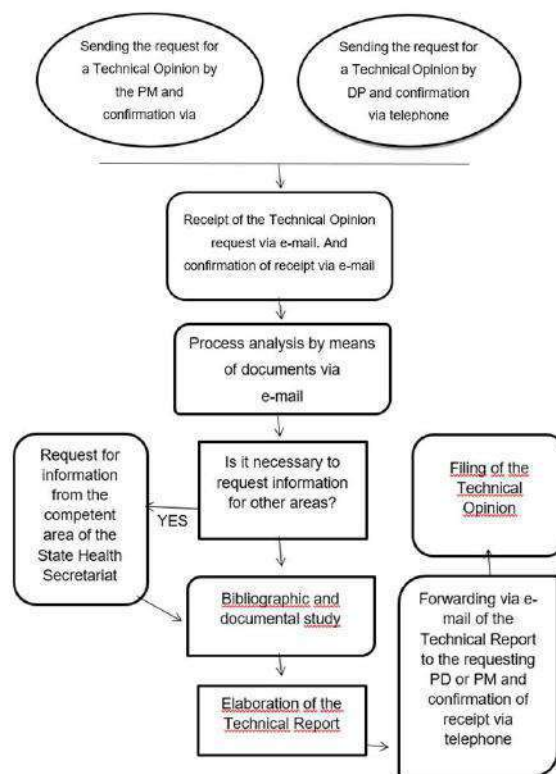 Sending the request for
a Technical Opinion by
the PM and
confirmation via
Sending the request for
a Technical Opinion by
DP and confirmation
via telephone
Receipt of the Technical Opinion
request via e-mail. And
confirmation of receipt via e-mail
Process analysis by means
of documents via
e-mail
Is it necessary to
request information
for other areas?
YES
Request for
information
from the
competent
area of the
State Health
Secretariat
Bibliographic and
documental study
Elaboration of the
Technical Report
Forwarding via e-
mail of the
Technical Report
to the requesting
PD or PM and
confirmation of
receipt via
telephone
Filing of the
Technical
Opinion